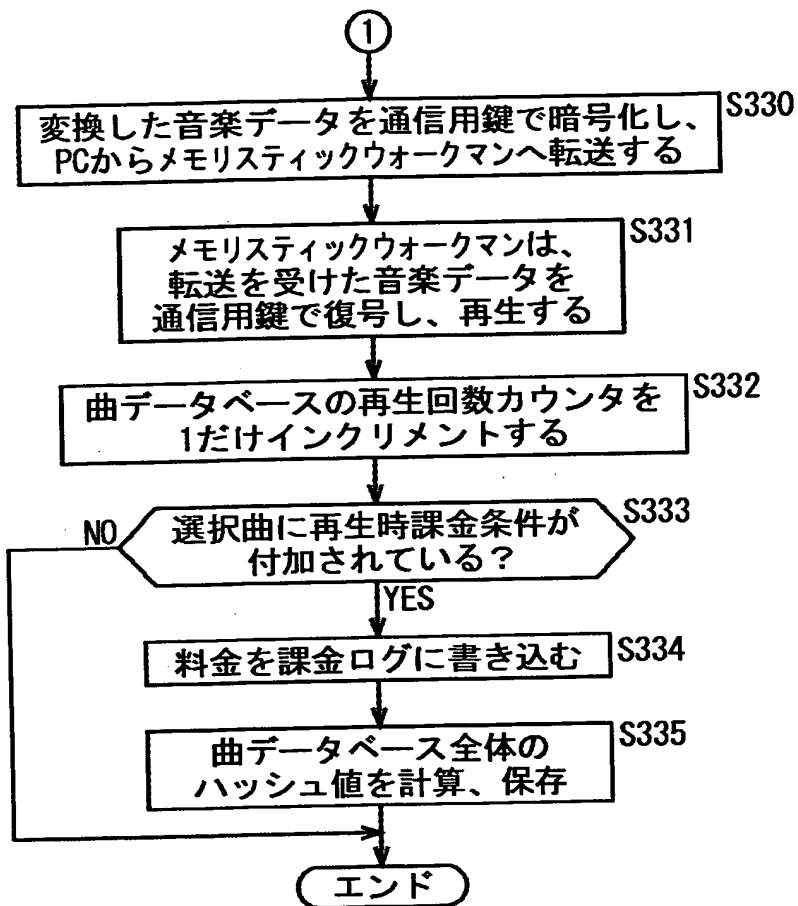 1
変換した音楽データを通信用鍵で暗号化し、
PCからメモリスティックウォークマンへ転送する
S330
メモリスティックウォークマンは、
転送を受けた音楽データを
通信用鍵で復号し、再生する
S331
曲データベースの再生回数カウンタを
1だけインクリメントする
S332
選択曲に再生時課金条件が
付加されている？
S333
NO
YES
料金を課金ログに書き込む
S334
曲データベース全体の
ハッシュ値を計算、保存
S335
エンド